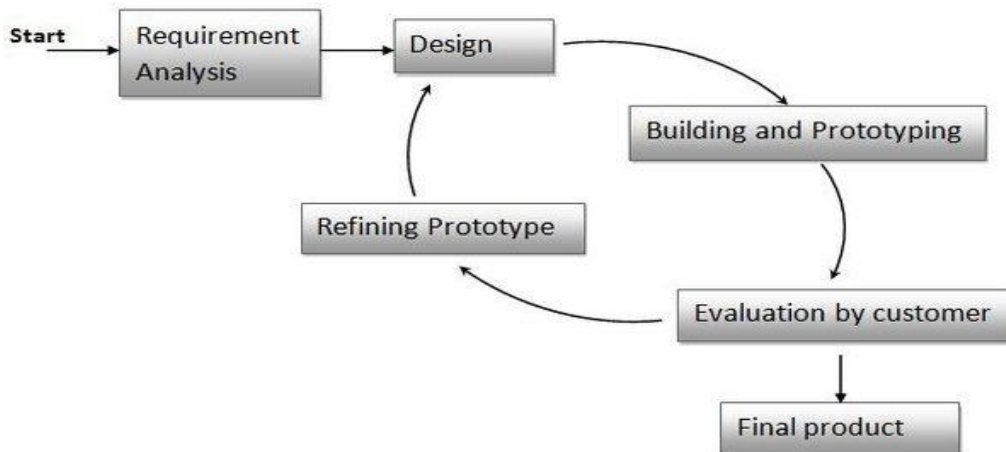 Start
Requirement
Analysis
Design
Building and Prototyping
Refining Prototype
Evaluation by customer
Final product